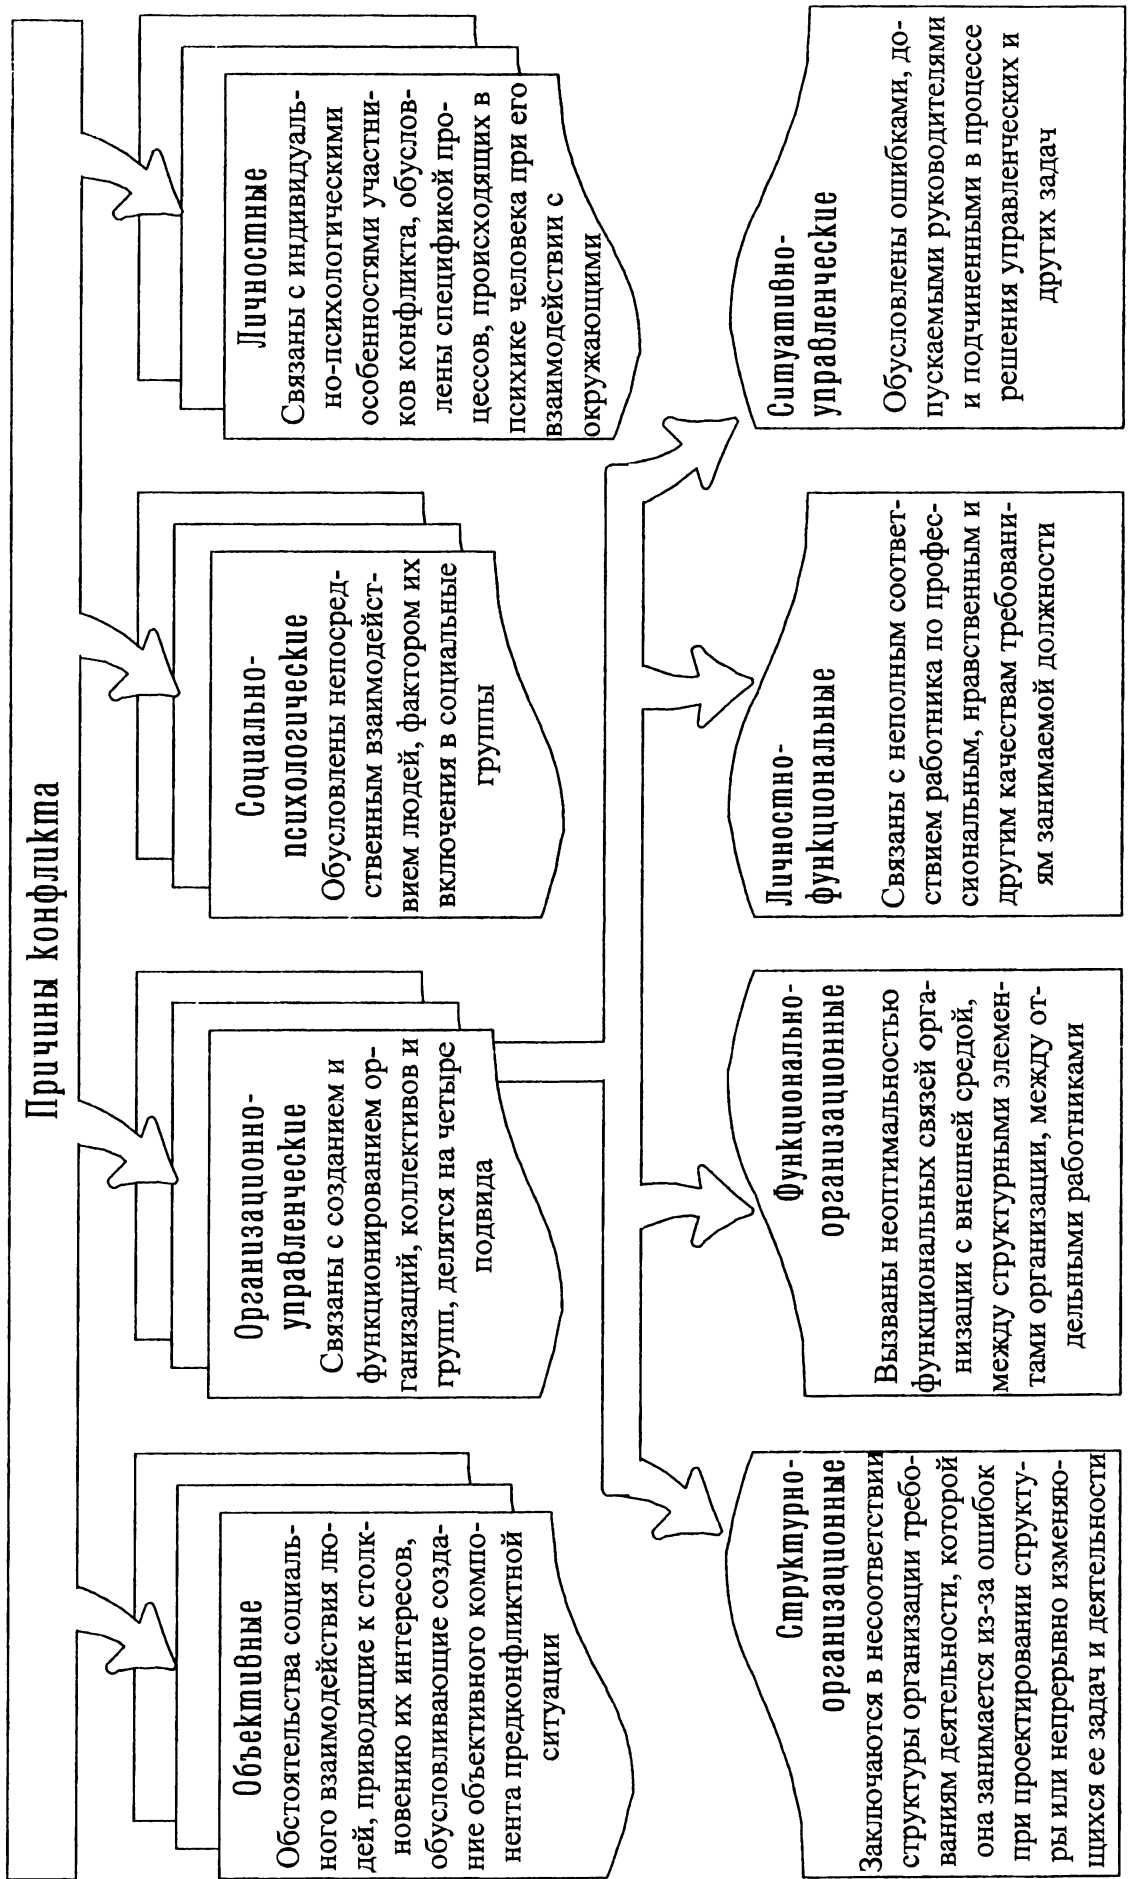 Причины конфликта
Объективные
Обстоятельства социаль-
ного взаимодействия лю-
дей, приводящие к столк-
новению их интересов,
обусловливающие созда-
ние объективного компо-
нента предконфликтной
ситуации
Организационно-
управленческие
Связаны с созданием и
функционированием ор-
ганизаций, коллективов и
групп, делятся на четыре
подвида
Социально-
психологические
Обусловлены непосред-
ственным взаимодейст-
вием людей, фактором их
включения в социальные
группы
Личностные
Связаны с индивидуаль-
но-психологическими
особенностями участни-
ков конфликта, обуслов-
лены спецификой про-
цессов, происходящих в
психике человека при его
взаимодействии с
окружающими
Структурно-
организационные
Заключаются в несоответствии
структуры организации требо-
ваниям деятельности, которой
она занимается из-за ошибок
при проектировании структу-
ры или непрерывно изменяю-
щихся ее задач и деятельности
Функционально-
организационные
Вызваны неоптимальностью
функциональных связей орга-
низации с внешней средой,
между структурными элемен-
тами организации, между от-
дельными работниками
Личностно-
функциональные
Связаны с неполным соответ-
ствием работника по профес-
сиональным, нравственным и
другим качествам требовани-
ям занимаемой должности
Ситуативно-
управленческие
Обусловлены ошибками, до-
пускаемыми руководителями
и подчиненными в процессе
решения управленческих и
других задач